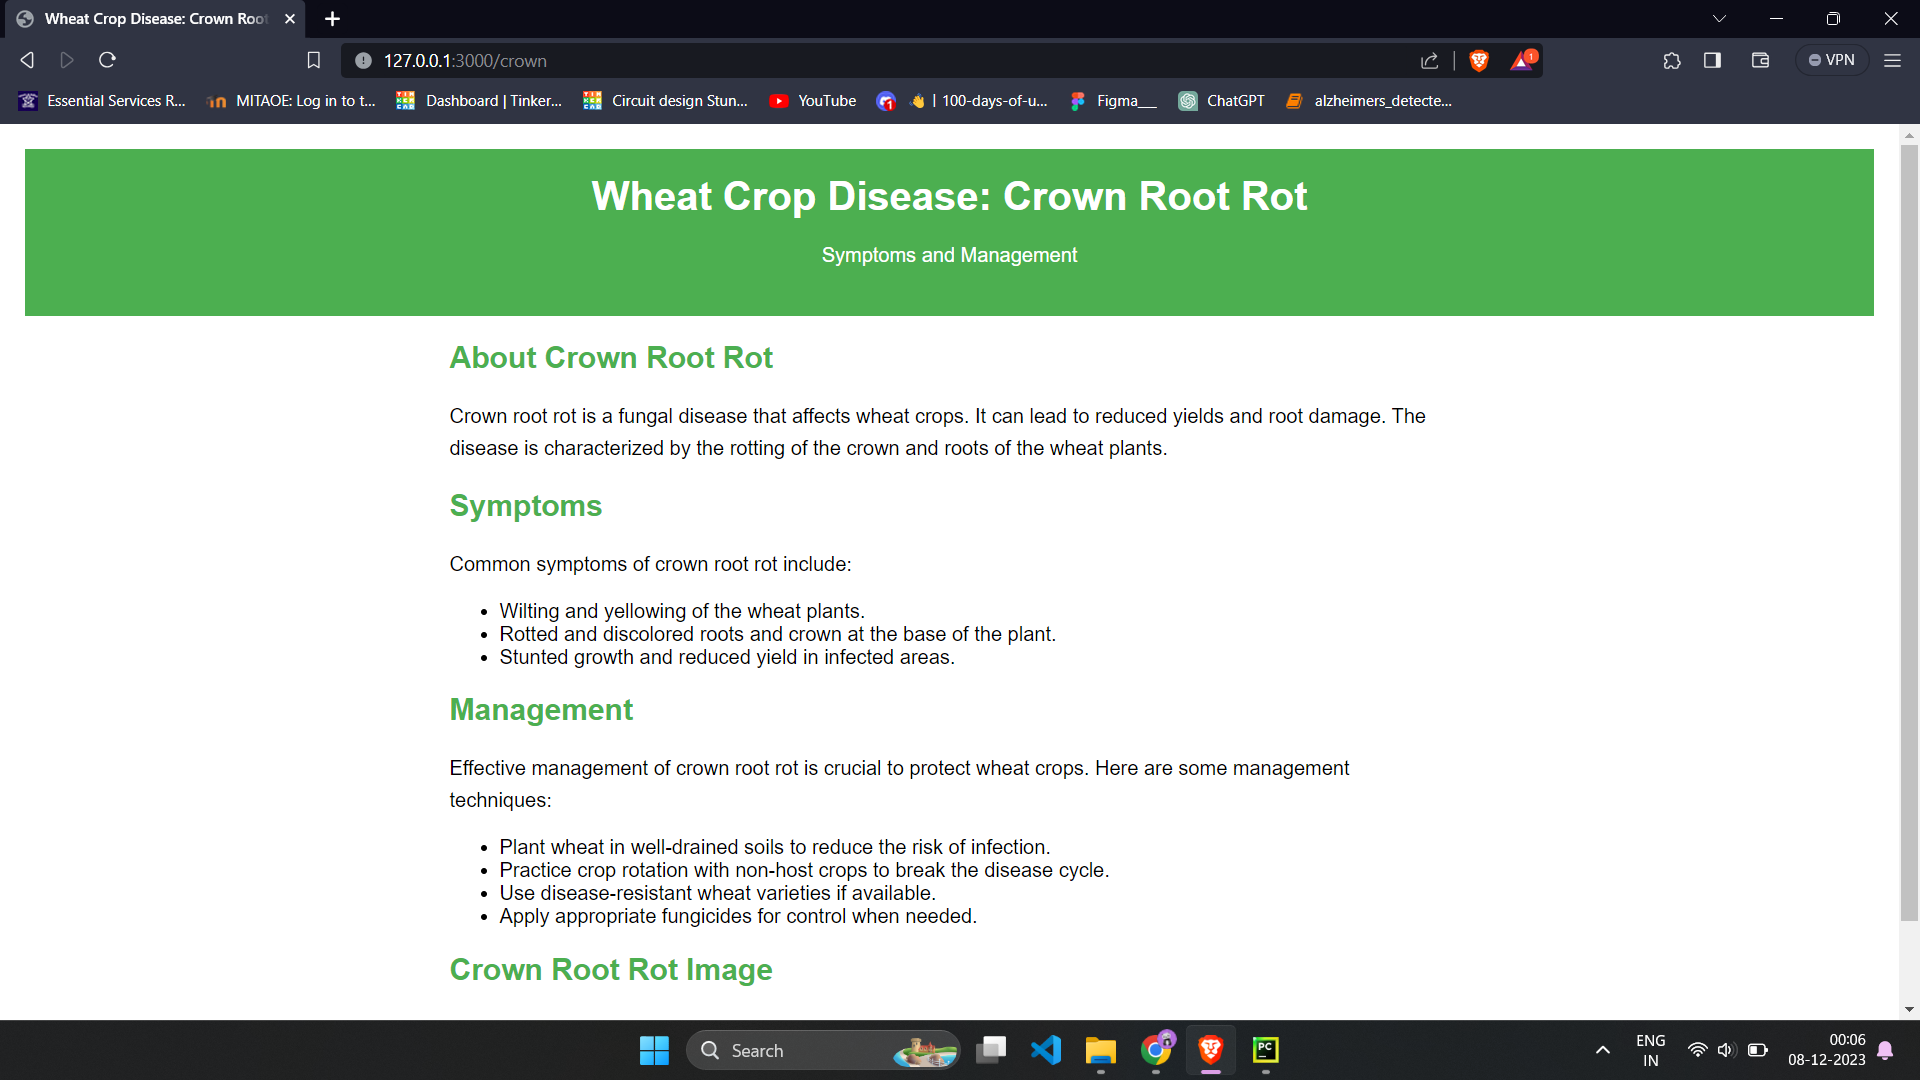 Wheat Crop Disease: Crown Root
127.0.0.1:3000/crown
1
VPN
Essential Services R...
MITAOE: Log in to t...
Dashboard | Tinker...
Circuit design Stun...
YouTube
1
| 100-days-of-u...
Figma___
ChatGPT
alzheimers_detecte...
Wheat Crop Disease: Crown Root Rot
Symptoms and Management
About Crown Root Rot
Crown root rot is a fungal disease that affects wheat crops. It can lead to reduced yields and root damage. The
disease is characterized by the rotting of the crown and roots of the wheat plants.
Symptoms
Common symptoms of crown root rot include:
• Wilting and yellowing of the wheat plants.
• Rotted and discolored roots and crown at the base of the plant.
• Stunted growth and reduced yield in infected areas.
Management
Effective management of crown root rot is crucial to protect wheat crops. Here are some management
techniques:
• Plant wheat in well-drained soils to reduce the risk of infection.
• Practice crop rotation with non-host crops to break the disease cycle.
• Use disease-resistant wheat varieties if available.
• Apply appropriate fungicides for control when needed.
Crown Root Rot Image
Search
PC
ENG
IN
00:06
08-12-2023